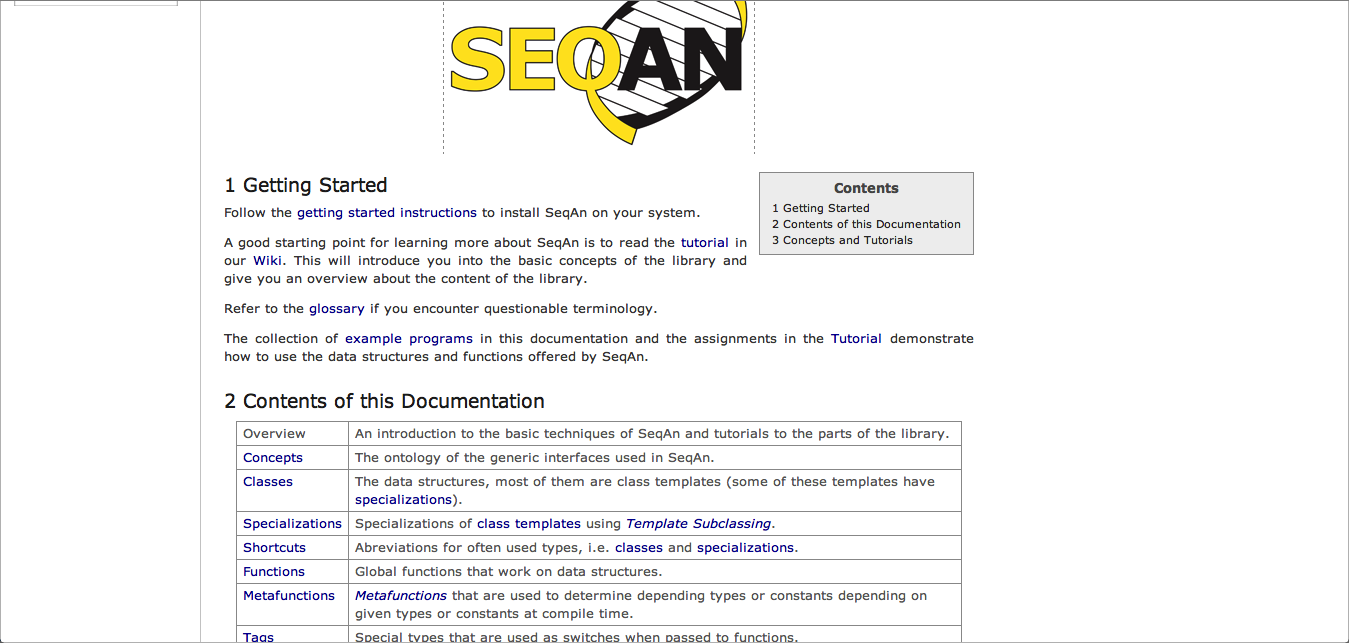 SEQAN
1 Getting Started
Follow the getting started instructions to install SeqAn on your system.
A good starting point for learning more about SeqAn is to read the tutorial in
our Wiki. This will introduce you into the basic concepts of the library and
give you an overview about the content of the library.
Refer to the glossary if you encounter questionable terminology.
The collection of example programs in this documentation and the assignments in the Tutorial demonstrate
how to use the data structures and functions offered by SeqAn.
Contents
1 Getting Started
2 Contents of this Documentation
3 Concepts and Tutorials
2 Contents of this Documentation
Overview An introduction to the basic techniques of SeqAn and tutorials to the parts of the library.
Concepts The ontology of the generic interfaces used in SeqAn.
Classes The data structures, most of them are class templates (some of these templates have
specializations).
Specializations Specializations of class templates using Template Subclassing.
Shortcuts Abreviations for often used types, i.e. classes and specializations.
Functions Global functions that work on data structures.
Metafunctions Metafunctions that are used to determine depending types or constants depending on
given types or constants at compile time.
Tags Special types that are used as switches when passed to functions.